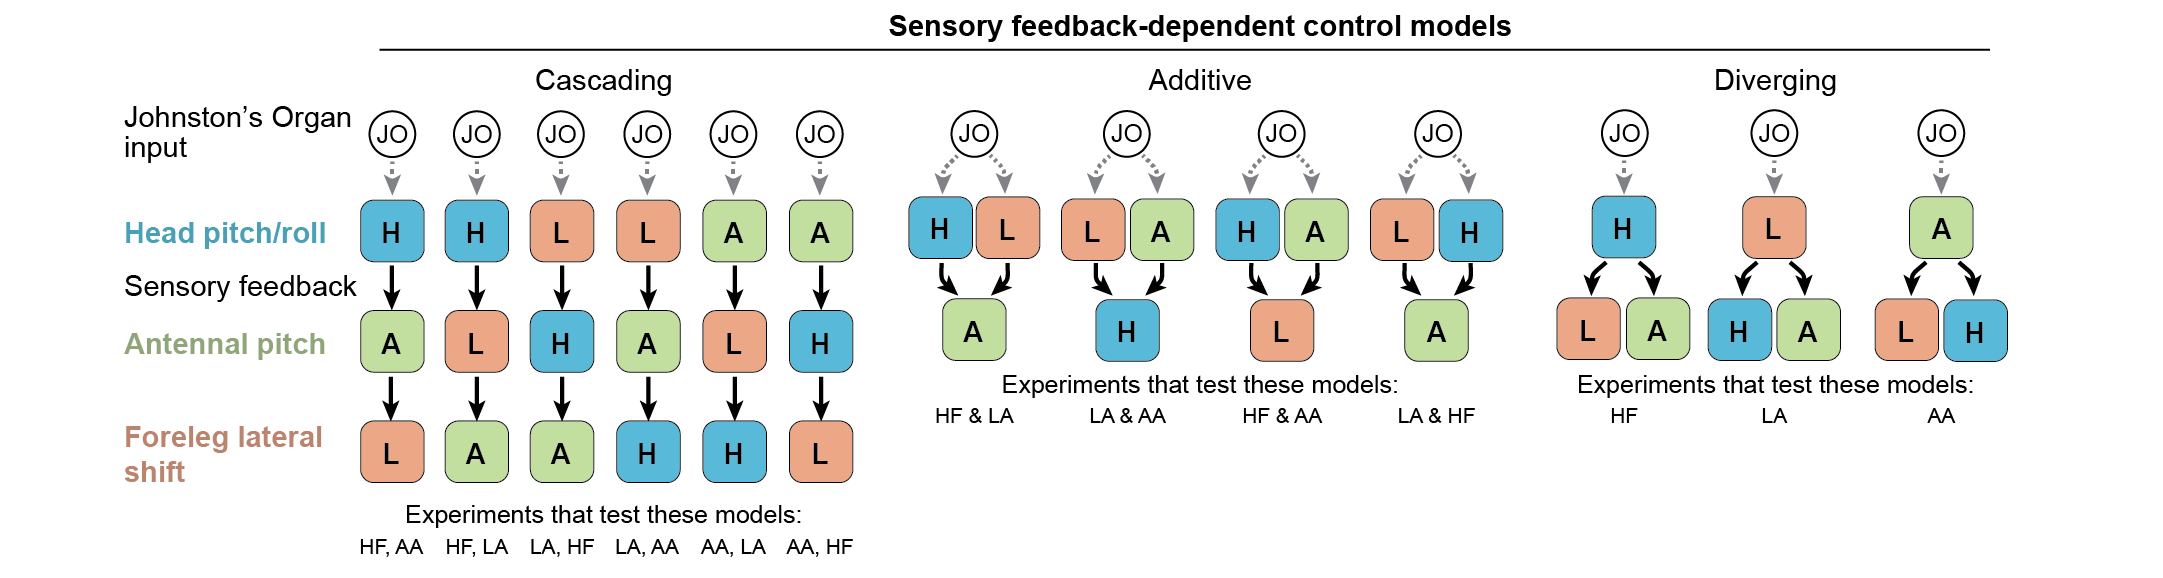 Sensory feedback-dependent control models
Cascading Additive Diverging
Johnston's Organ
input
JO JO JO JO JO JO JO JO JO JO JO JO JO
Head pitch/roll
H H L L A A H L L A H A L H H L A
Sensory feedback
Antennal pitch
A L H A L H A H L A L A H A L H
Foreleg lateral
shift
L A A H H L
Experiments that test these models:
HF, AA HF, LA LA, HF LA, AA AA, LA AA, HF
Experiments that test these models:
HF & LA LA & AA HF & AA LA & HF
Experiments that test these models:
HF LA AA